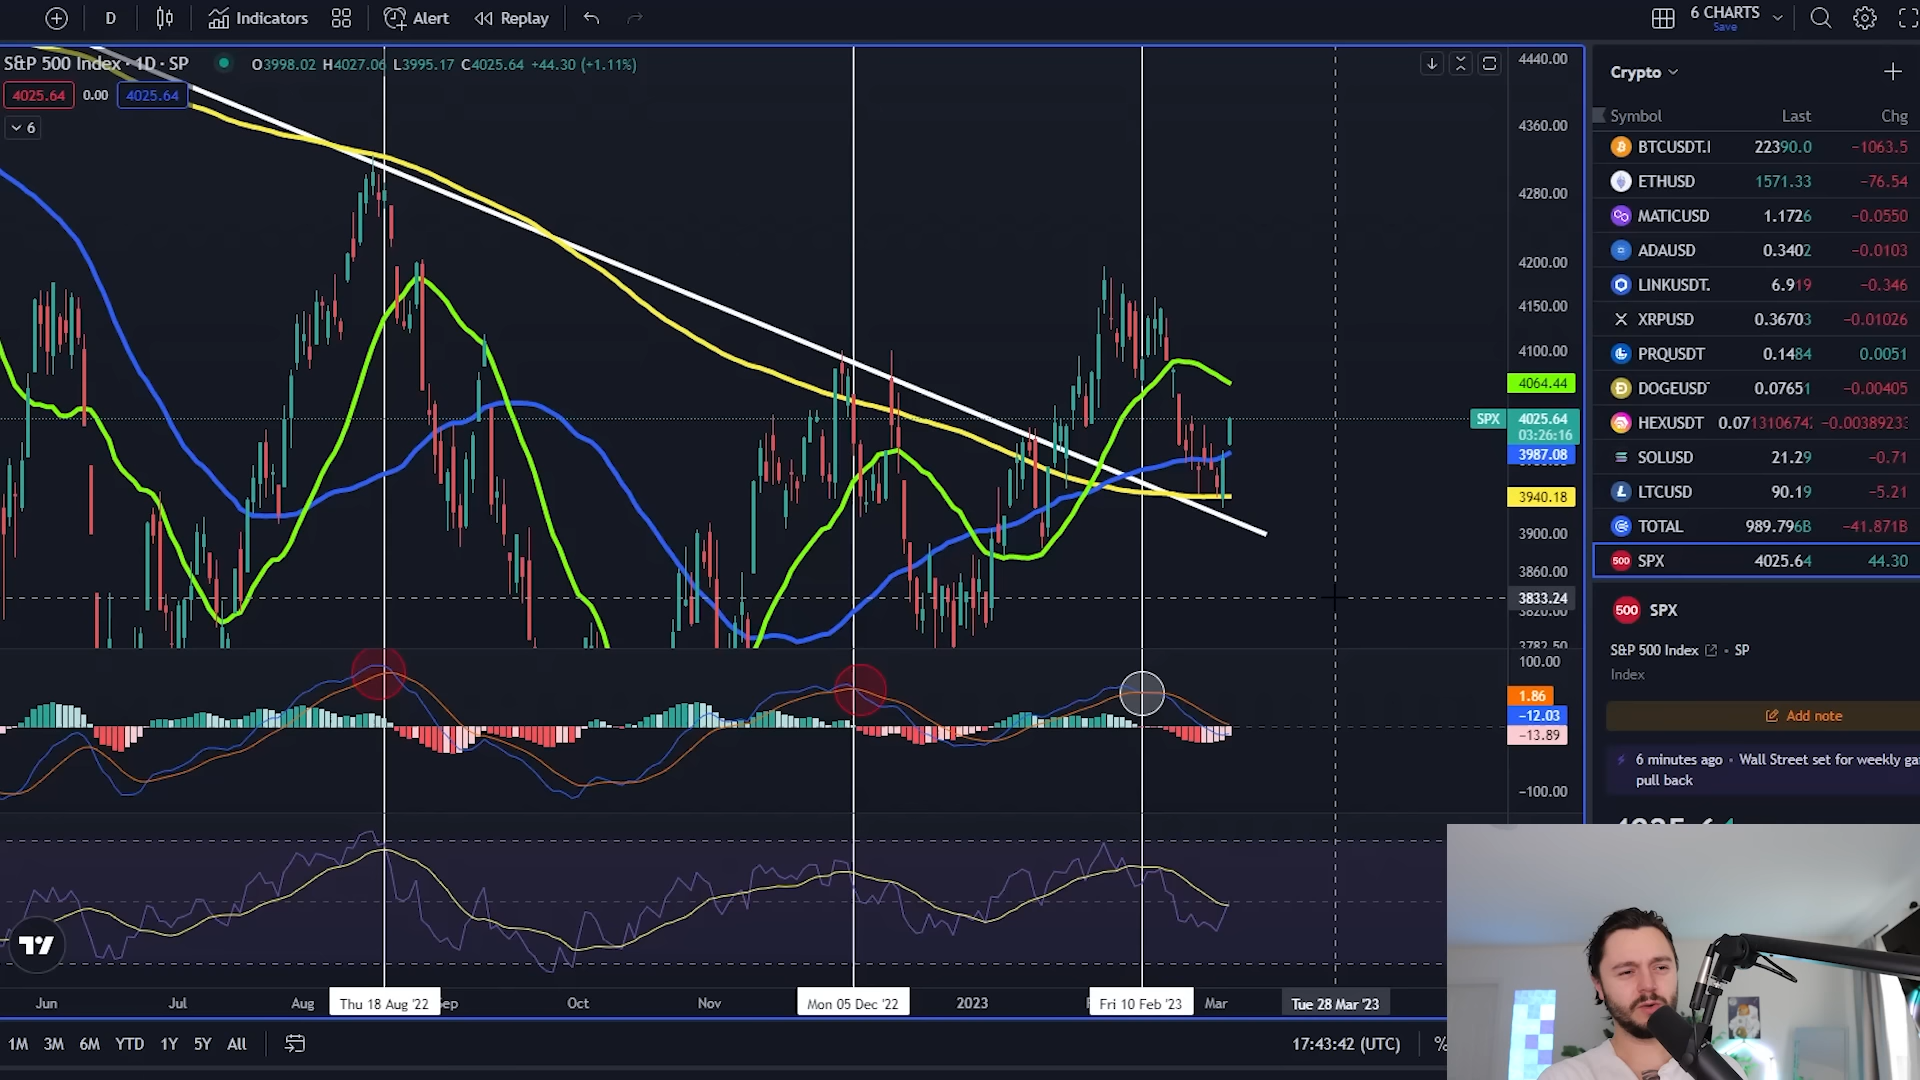 D Indicators Alert Replay 6 CHARTS
Save
S&P 500 Index · 1D · SP O3998.02 H4027.06 L3995.17 C4025.64 +44.30 (+1.11%)
4025.64 0.00 4025.64
6
4440.00
4360.00
4280.00
4200.00
4150.00
4100.00
4064.44
SPX 4025.64
03:26:16
3987.08
3940.18
3900.00
3860.00
3833.24
3820.00
3782.50
100.00
1.86
−12.03
−13.89
−100.00
Jun Jul Aug Thu 18 Aug '22 Sep Oct Nov Mon 05 Dec '22 2023 Fri 10 Feb '23 Mar Tue 28 Mar '23
1M 3M 6M YTD 1Y 5Y All 17:43:42 (UTC) %
Crypto
Symbol Last Chg
BTCUSDT.I 22390.0 −1063.5
ETHUSD 1571.33 −76.54
MATICUSD 1.1726 −0.0550
ADAUSD 0.3402 −0.0103
LINKUSDT. 6.919 −0.346
XRPUSD 0.36703 −0.01026
PRQUSDT 0.1484 0.0051
DOGEUSD 0.07651 −0.00405
HEXUSDT 0.07131067 −0.0038923
SOLUSD 21.29 −0.71
LTCUSD 90.19 −5.21
TOTAL 989.796B −41.871B
500 SPX 4025.64 44.30
500 SPX
S&P 500 Index · SP
Index
Add note
6 minutes ago · Wall Street set for weekly ga
pull back